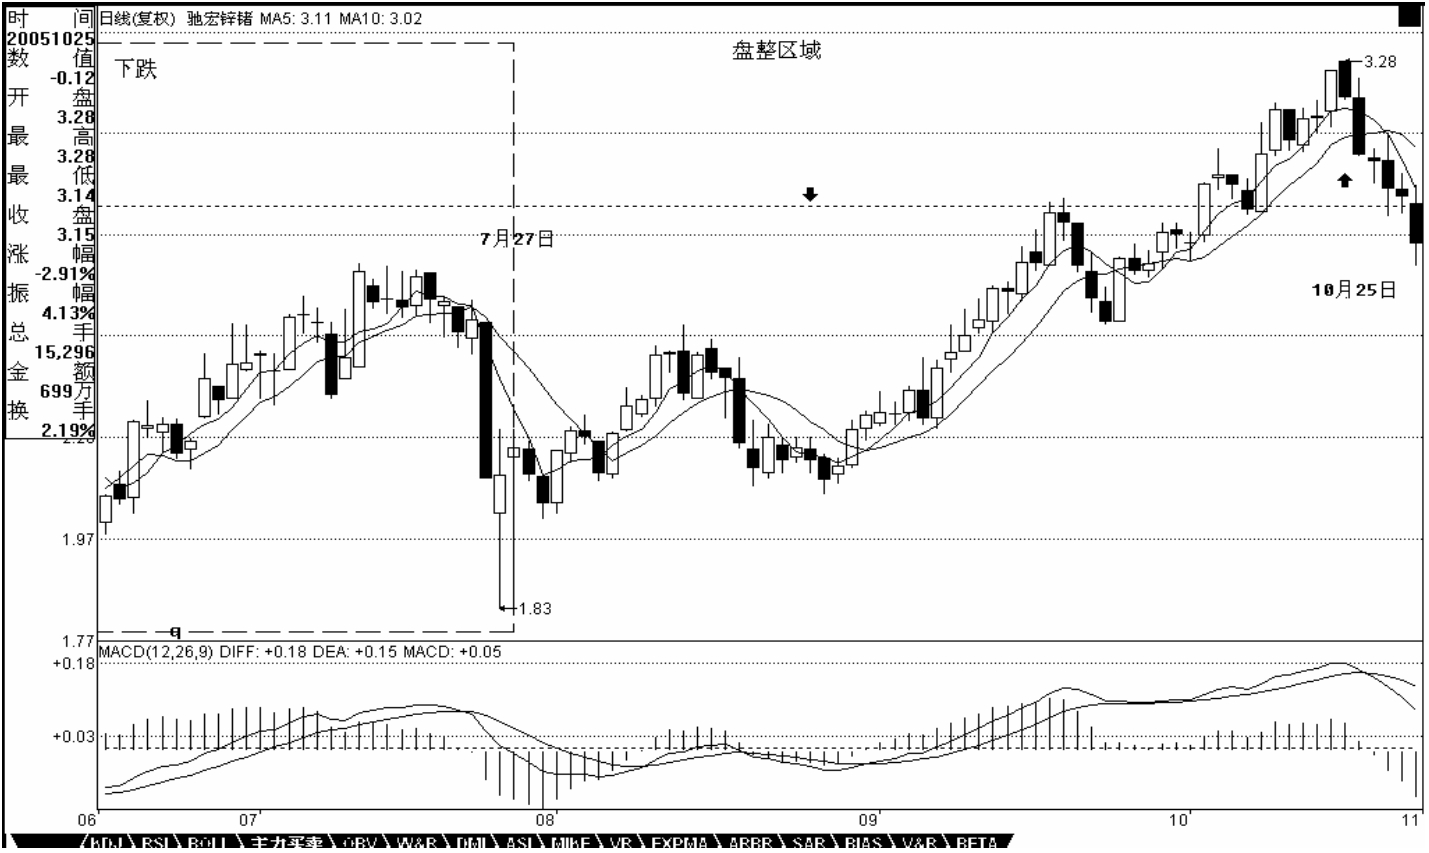 日线(复权) 驰宏锌锗 MA5: 3.11 MA10: 3.02
时 间
20051025
数 值
-0.12
开 盘
3.28
最 高
3.28
最 低
3.14
收 盘
3.15
涨 幅
-2.91%
振 幅
4.13%
总 手
15,296
金 额
699万
换 手
2.19%
下跌
盘整区域
3.28
7月27日
10月25日
1.97
1.83
q
1.77
MACD(12,26,9) DIFF: +0.18 DEA: +0.15 MACD: +0.05
+0.18
+0.03
06 07 08 09 10 11
KDJ RSI BOLL 主力买卖 OBV W&R DMI ASI MIKE VR EXPMA ARBR SAR BIAS V&R BETA